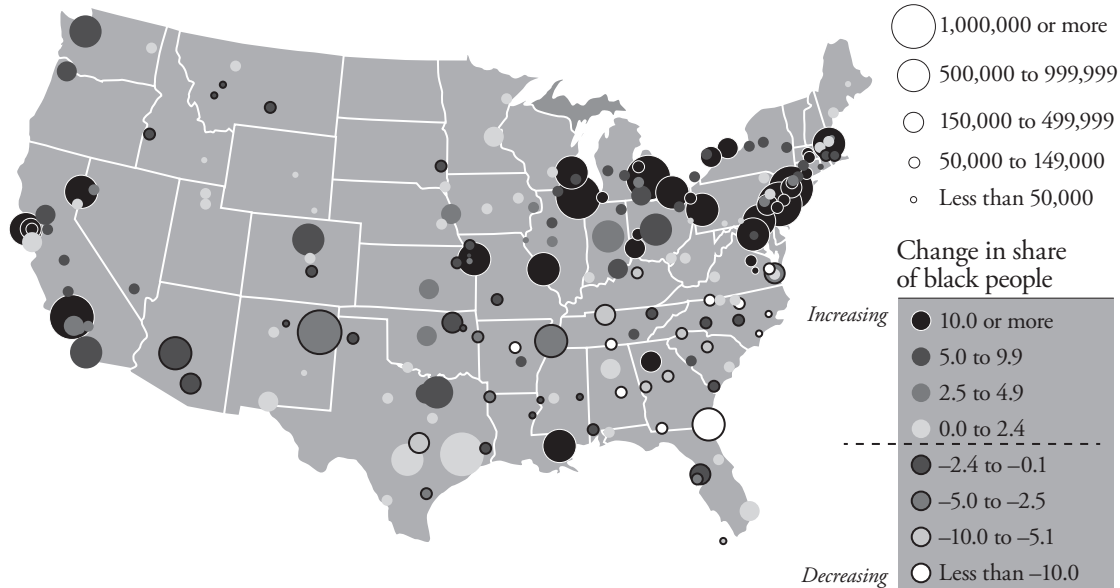 1,000,000 or more
500,000 to 999,999
150,000 to 499,999
50,000 to 149,000
Less than 50,000
Change in share
of black people
Increasing
10.0 or more
5.0 to 9.9
2.5 to 4.9
0.0 to 2.4
–2.4 to –0.1
–5.0 to –2.5
–10.0 to –5.1
Less than –10.0
Decreasing